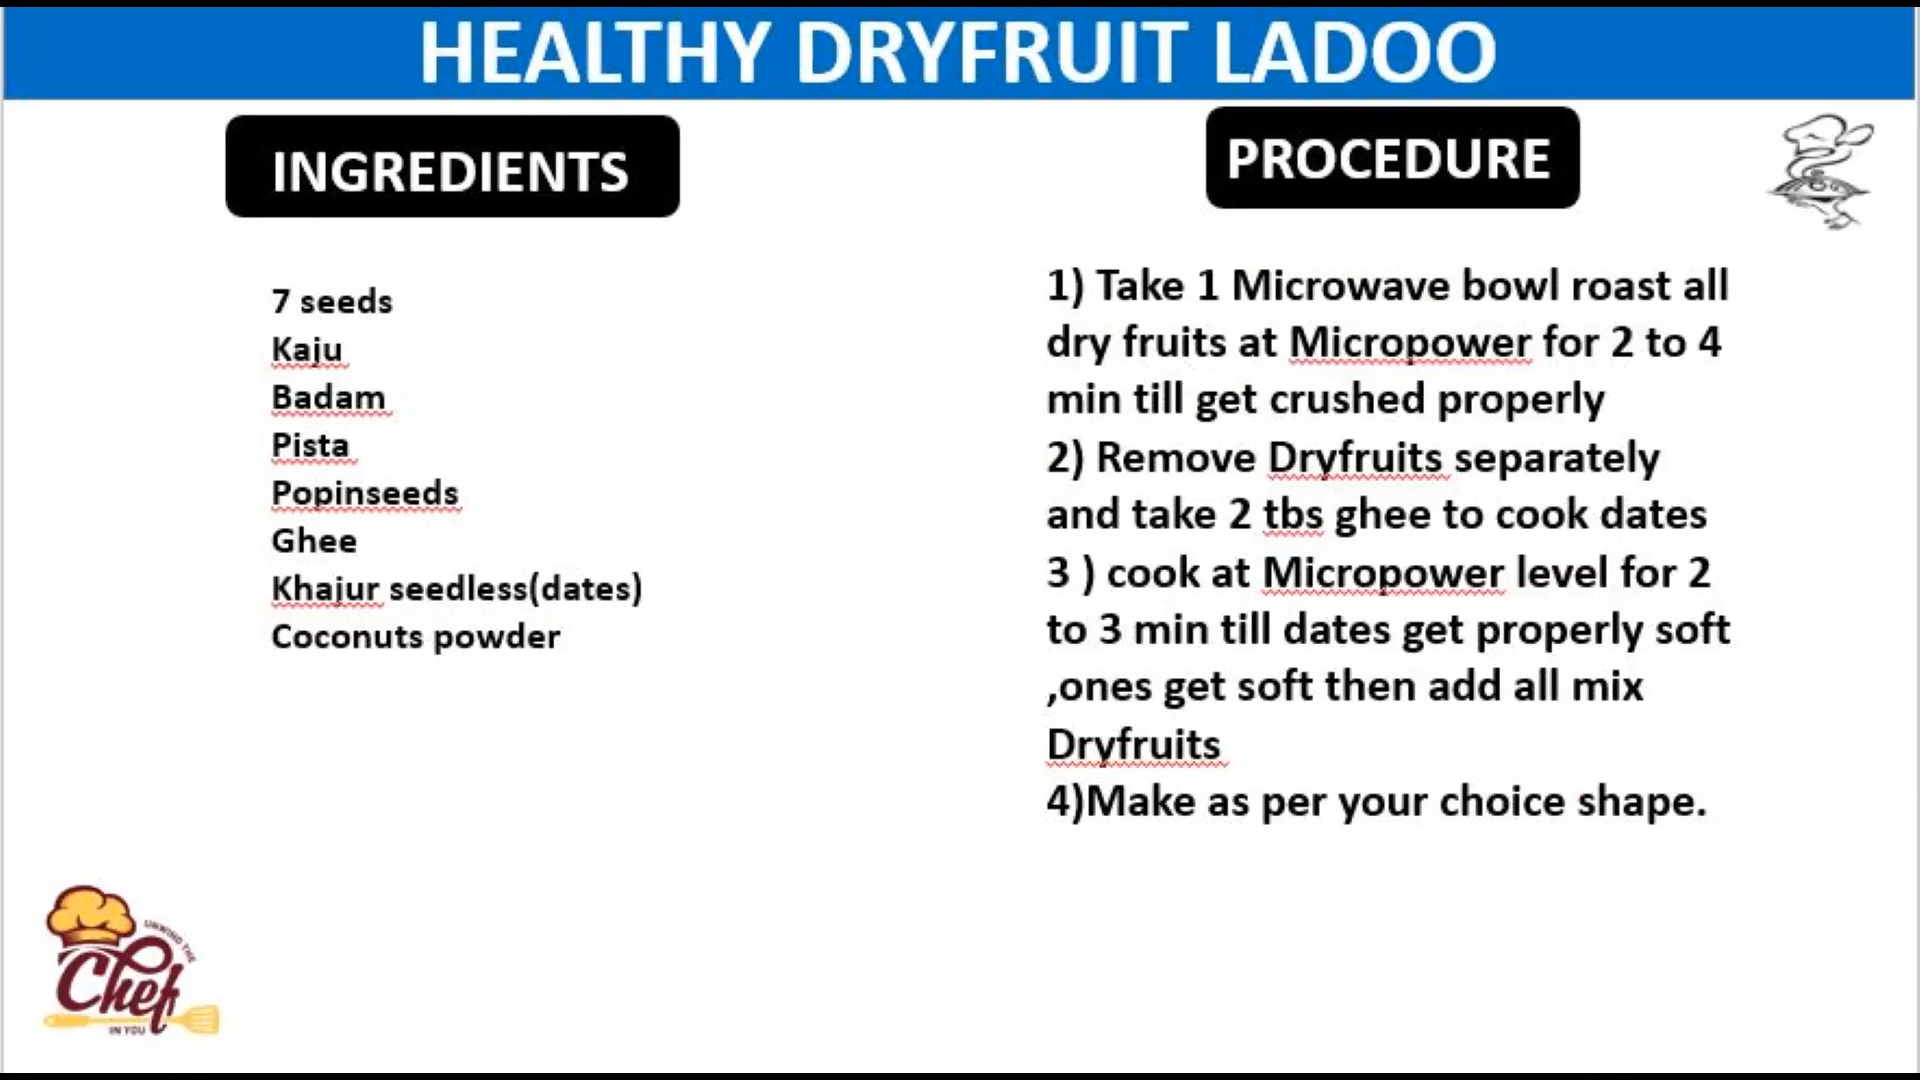 HEALTHY DRYFRUIT LADOO
INGREDIENTS
7 seeds
Kaju
Badam
Pista
Popinseeds
Ghee
Khajur seedless(dates)
Coconuts powder
PROCEDURE
1) Take 1 Microwave bowl roast all
dry fruits at Micropower for 2 to 4
min till get crushed properly
2) Remove Dryfruits separately
and take 2 tbs ghee to cook dates
3 ) cook at Micropower level for 2
to 3 min till dates get properly soft
,ones get soft then add all mix
Dryfruits
4)Make as per your choice shape.
UNWIND THE
Chef
IN YOU